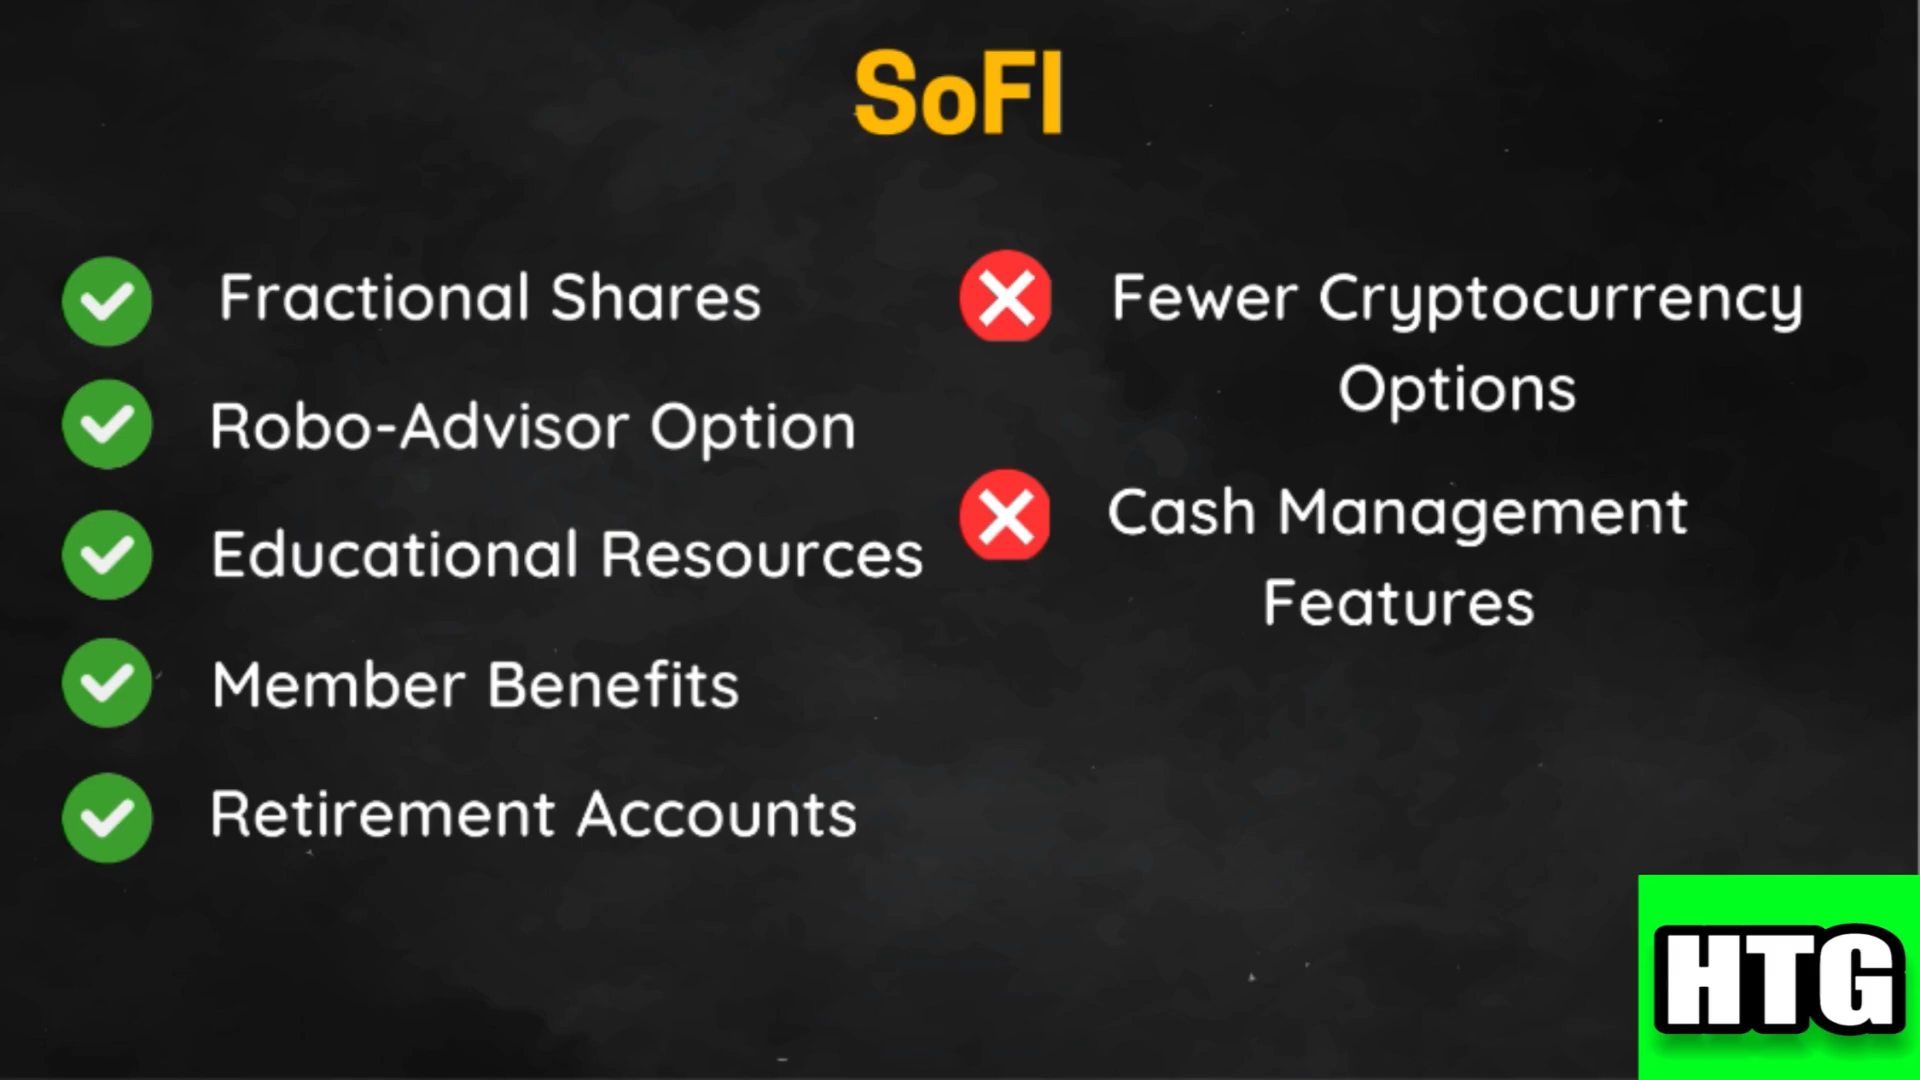 SoFI
Fractional Shares
Robo-Advisor Option
Educational Resources
Member Benefits
Retirement Accounts
Fewer Cryptocurrency
Options
Cash Management
Features
HTG